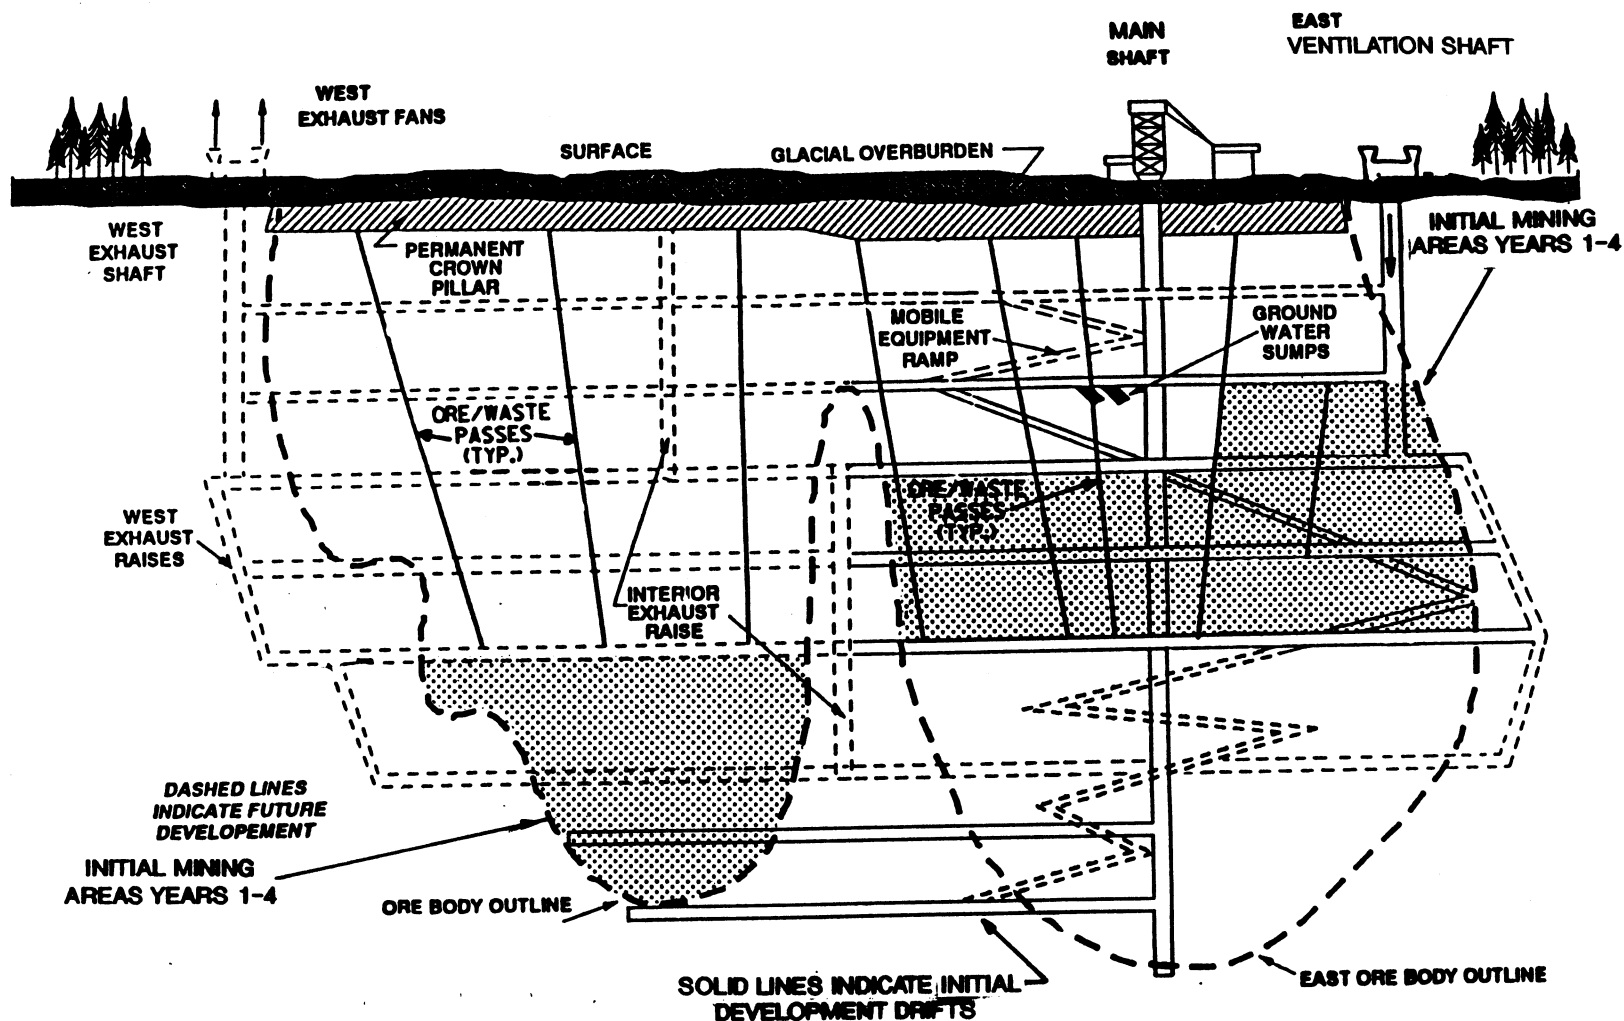 MAIN
SHAFT
EAST
VENTILATION SHAFT
WEST
EXHAUST FANS
SURFACE
GLACIAL OVERBURDEN
WEST
EXHAUST
SHAFT
PERMANENT
CROWN
PILLAR
INITIAL MINING
AREAS YEARS 1-4
MOBILE
EQUIPMENT
RAMP
GROUND
WATER
SUMPS
ORE/WASTE
PASSES
(TYP.)
ORE/WASTE
PASSES
(TYP.)
WEST
EXHAUST
RAISES
INTERIOR
EXHAUST
RAISE
DASHED LINES
INDICATE FUTURE
DEVELOPEMENT
INITIAL MINING
AREAS YEARS 1-4
ORE BODY OUTLINE
SOLID LINES INDICATE INITIAL
DEVELOPMENT DRIFTS
EAST ORE BODY OUTLINE